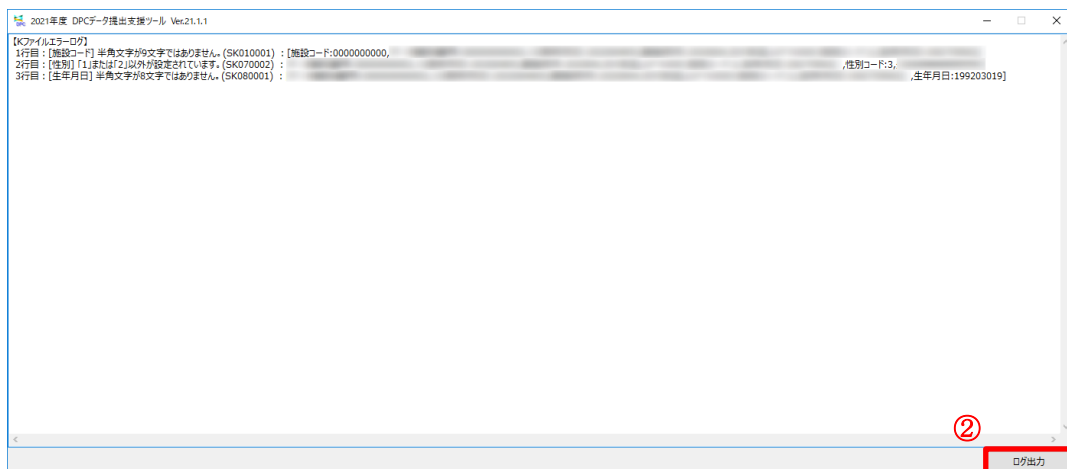 2021年度 DPCデータ提出支援ツール Ver.21.1.1
【Kファイルエラーログ】
1行目：[施設コード] 半角文字が9文字ではありません。(SK010001) ：[施設コード:0000000000,
2行目：[性別] 「1」または「2」以外が設定されています。(SK070002) ： ,性別コード:3,
3行目：[生年月日] 半角文字が8文字ではありません。(SK080001) ： ,生年月日:199203019]
②
ログ出力